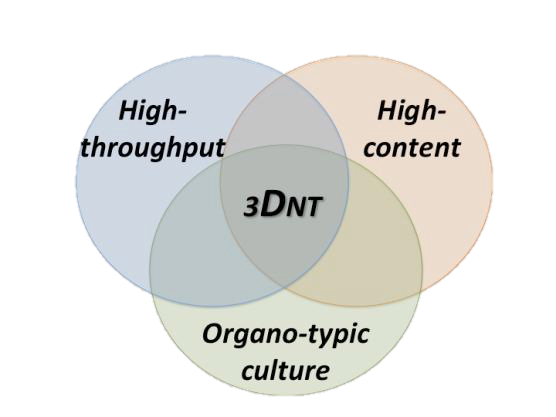 High-
throughput
High-
content
3DNT
Organo-typic
culture